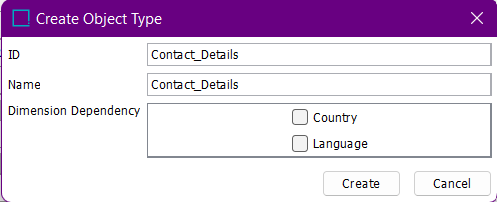 Create Object Type
ID Contact_Details
Name Contact_Details
Dimension Dependency
Country
Language
Create Cancel